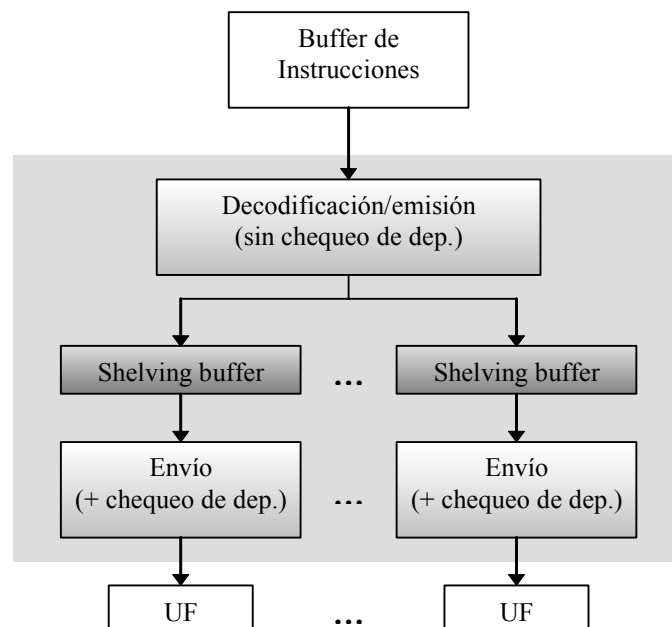 Buffer de
Instrucciones
Decodificación/emisión
(sin chequeo de dep.)
Shelving buffer
...
Shelving buffer
Envío
(+ chequeo de dep.)
...
Envío
(+ chequeo de dep.)
UF
...
UF